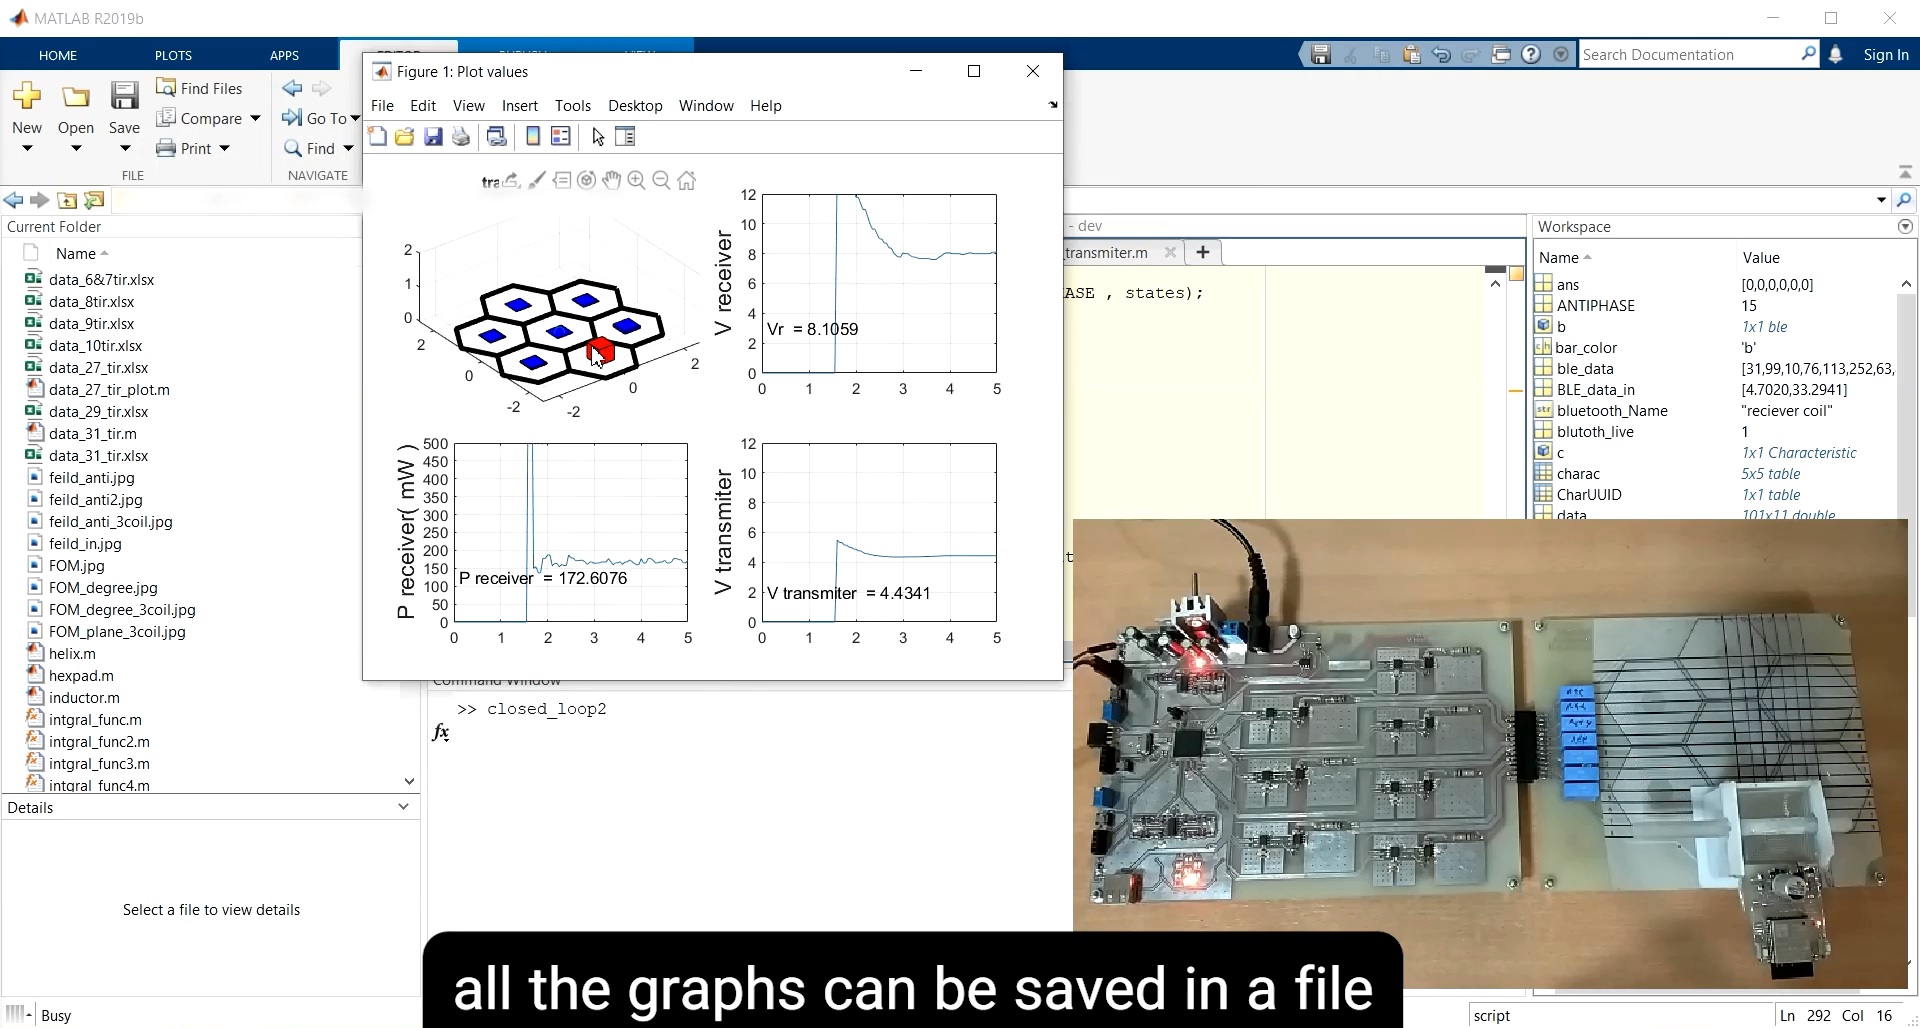 MATLAB R2019b
HOME
PLOTS
APPS
Search Documentation
Sign In
New
Open
Save
Find Files
Compare
Print
Go To
Find
FILE
NAVIGATE
Figure 1: Plot values
File Edit View Insert Tools Desktop Window Help
tra
2
1
0
2
0
-2
-2
0
2
V receiver
12
10
8
6
4
2
0
Vr = 8.1059
0 1 2 3 4 5
P receiver( mW )
500
450
400
350
300
250
200
150
100
50
0
P receiver = 172.6076
0 1 2 3 4 5
V transmiter
12
10
8
6
4
2
0
V transmiter = 4.4341
0 1 2 3 4 5
Current Folder
Name
data_6&7tir.xlsx
data_8tir.xlsx
data_9tir.xlsx
data_10tir.xlsx
data_27_tir.xlsx
data_27_tir_plot.m
data_29_tir.xlsx
data_31_tir.m
data_31_tir.xlsx
feild_anti.jpg
feild_anti2.jpg
feild_anti_3coil.jpg
feild_in.jpg
FOM.jpg
FOM_degree.jpg
FOM_degree_3coil.jpg
FOM_plane_3coil.jpg
helix.m
hexpad.m
inductor.m
intgral_func.m
intgral_func2.m
intgral_func3.m
intgral_func4.m
Details
Select a file to view details
- dev
transmiter.m
ASE , states);
Command Window
>> closed_loop2
fx
Workspace
Name Value
ans [0,0,0,0,0,0]
ANTIPHASE 15
b 1x1 ble
bar_color 'b'
ble_data [31,99,10,76,113,252,63,
BLE_data_in [4.7020,33.2941]
bluetooth_Name "reciever coil"
blutoth_live 1
c 1x1 Characteristic
charac 5x5 table
CharUUID 1x1 table
data 101x11 double
all the graphs can be saved in a file
Busy
script
Ln 292 Col 16